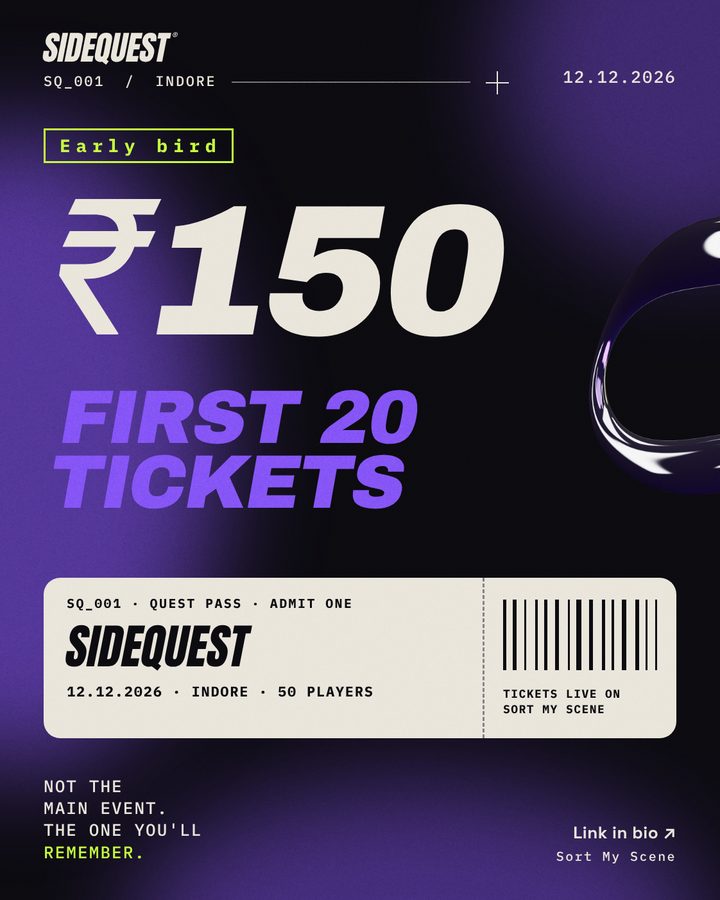 SIDEQUEST®
SQ_001 / INDORE
12.12.2026
Early bird
₹150
FIRST 20
TICKETS
SQ_001 · QUEST PASS · ADMIT ONE
SIDEQUEST
12.12.2026 · INDORE · 50 PLAYERS
TICKETS LIVE ON
SORT MY SCENE
NOT THE
MAIN EVENT.
THE ONE YOU'LL
REMEMBER.
Link in bio ↗
Sort My Scene